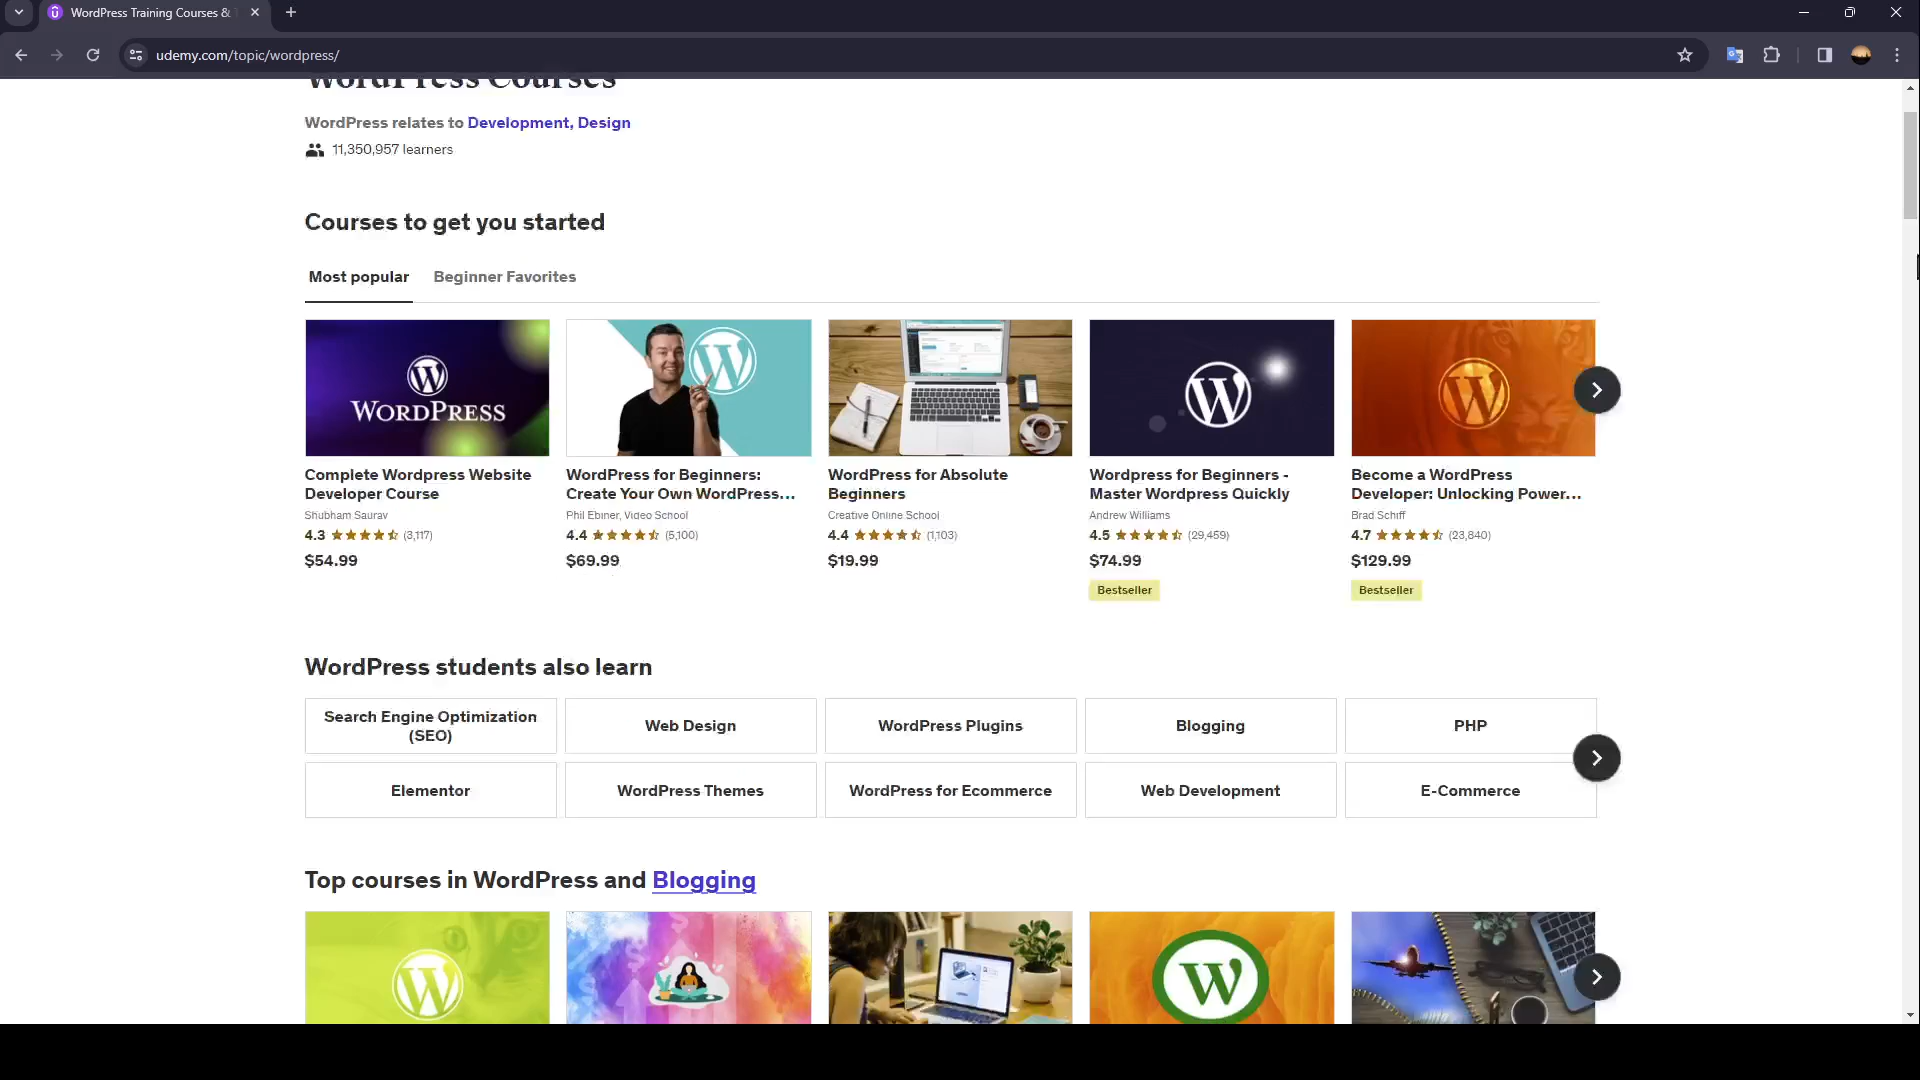 WordPress Training Courses &
udemy.com/topic/wordpress/
WordPress Courses
WordPress relates to Development, Design
11,350,957 learners
Courses to get you started
Most popular Beginner Favorites
WORDPRESS
Complete Wordpress Website
Developer Course
Shubham Saurav
4.3 (3,117)
$54.99
WordPress for Beginners:
Create Your Own WordPress...
Phil Ebiner, Video School
4.4 (5,100)
$69.99
WordPress for Absolute
Beginners
Creative Online School
4.4 (1,103)
$19.99
Wordpress for Beginners -
Master Wordpress Quickly
Andrew Williams
4.5 (29,459)
$74.99
Bestseller
Become a WordPress
Developer: Unlocking Power...
Brad Schiff
4.7 (23,840)
$129.99
Bestseller
WordPress students also learn
Search Engine Optimization
(SEO)
Web Design
WordPress Plugins
Blogging
PHP
Elementor
WordPress Themes
WordPress for Ecommerce
Web Development
E-Commerce
Top courses in WordPress and Blogging